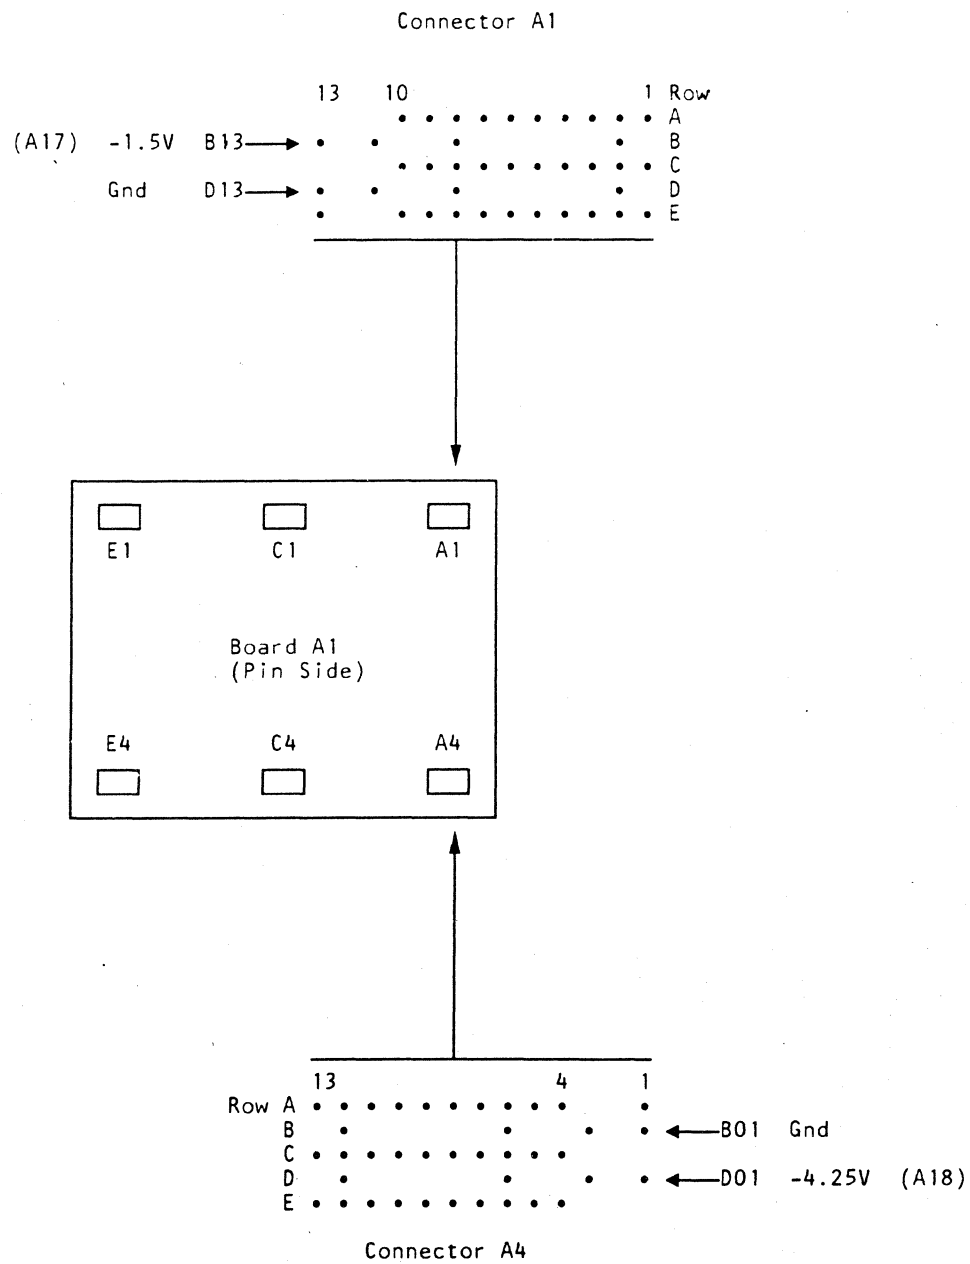 Connector A1
13 10 1 Row
A
(A17) -1.5V B13 B
C
Gnd D13 D
E
E1 C1 A1
Board A1
(Pin Side)
E4 C4 A4
13 4 1
Row A
B B01 Gnd
C
D D01 -4.25V (A18)
E
Connector A4